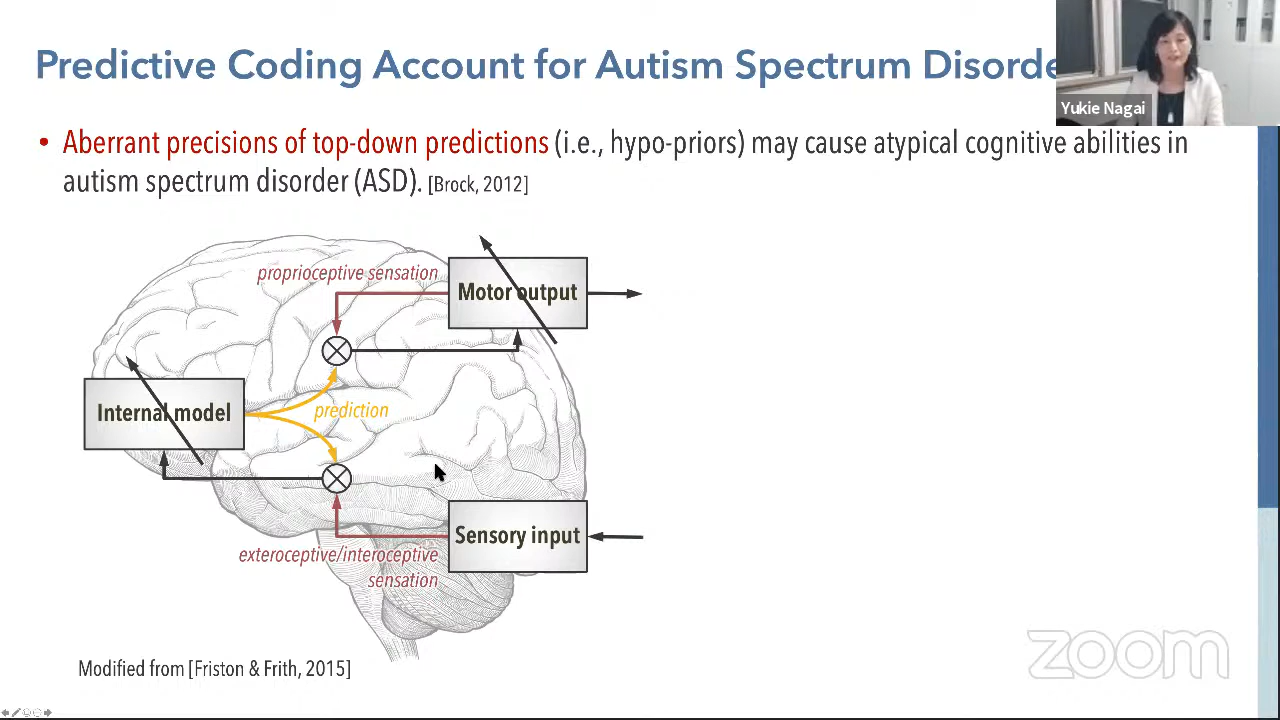 Predictive Coding Account for Autism Spectrum Disorde
Yukie Nagai
• Aberrant precisions of top-down predictions (i.e., hypo-priors) may cause atypical cognitive abilities in
autism spectrum disorder (ASD). [Brock, 2012]
proprioceptive sensation
Motor output
Internal model
prediction
Sensory input
exteroceptive/interoceptive
sensation
Modified from [Friston & Frith, 2015]
zoom